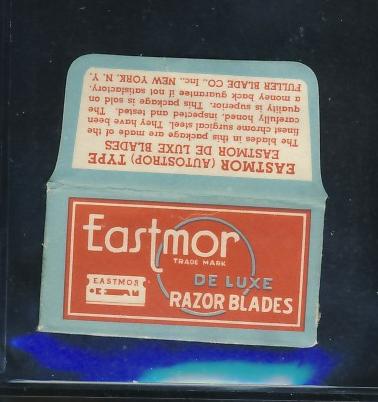 EASTMOR (AUTOSTROP) TYPE
EASTMOR DE LUXE BLADES
The blades in this package are made of the
finest chrome surgical steel. They have been
carefully honed, inspected and tested. The
quality is superior. This package is sold on
a money back guarantee if not satisfactory.
FULLER BLADE CO., Inc., NEW YORK, N. Y.
Eastmor
TRADE MARK
EASTMOR
DE LUXE
RAZOR BLADES